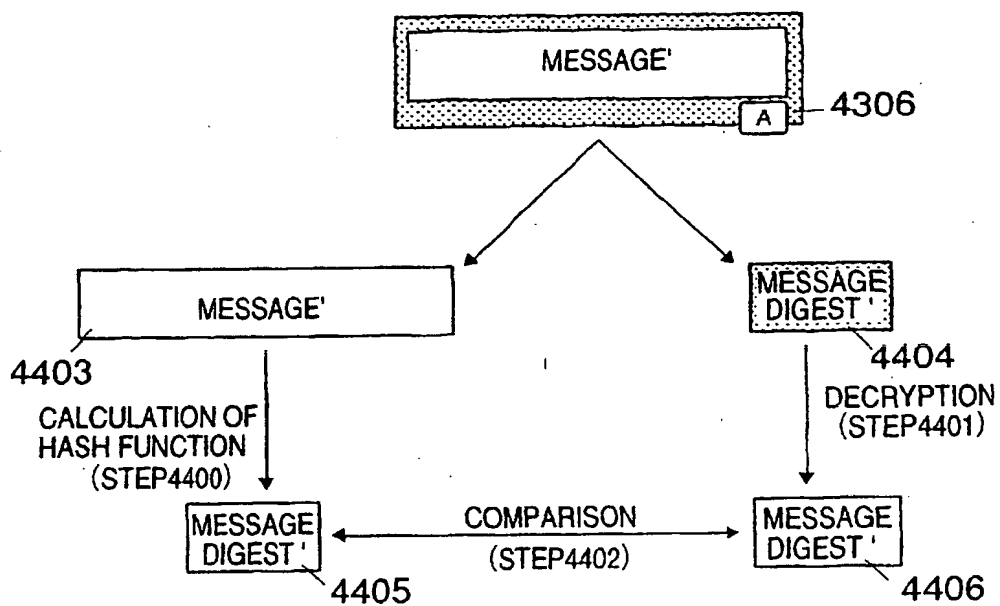 MESSAGE'
A
4306
MESSAGE'
4403
MESSAGE
DIGEST '
4404
CALCULATION OF
HASH FUNCTION
(STEP4400)
DECRYPTION
(STEP4401)
MESSAGE
DIGEST '
4405
COMPARISON
(STEP4402)
MESSAGE
DIGEST '
4406